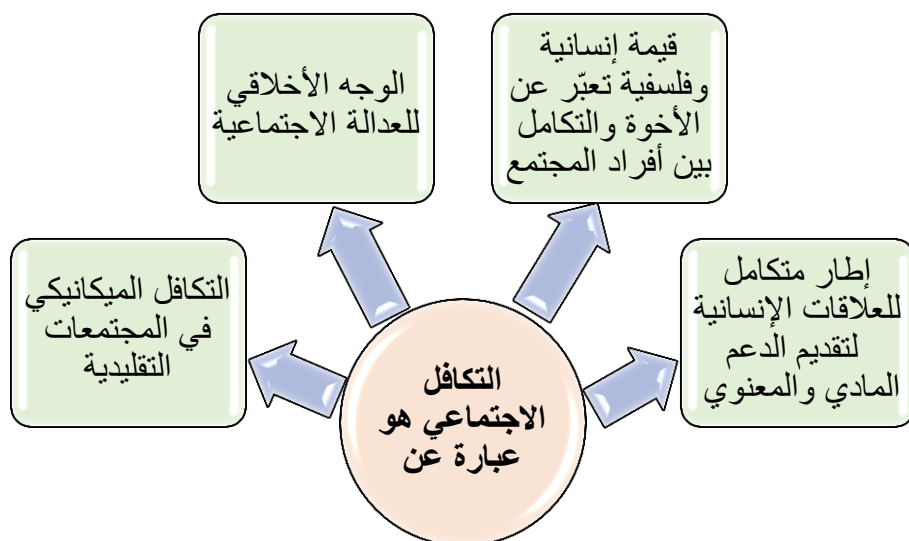 التكافل
الاجتماعي هو
عبارة عن
إطار متكامل
للعلاقات الإنسانية
لتقديم الدعم
المادي والمعنوي
قيمة إنسانية
وفلسفية تعبّر عن
الأخوة والتكامل
بين أفراد المجتمع
الوجه الأخلاقي
للعدالة الاجتماعية
التكافل الميكانيكي
في المجتمعات
التقليدية